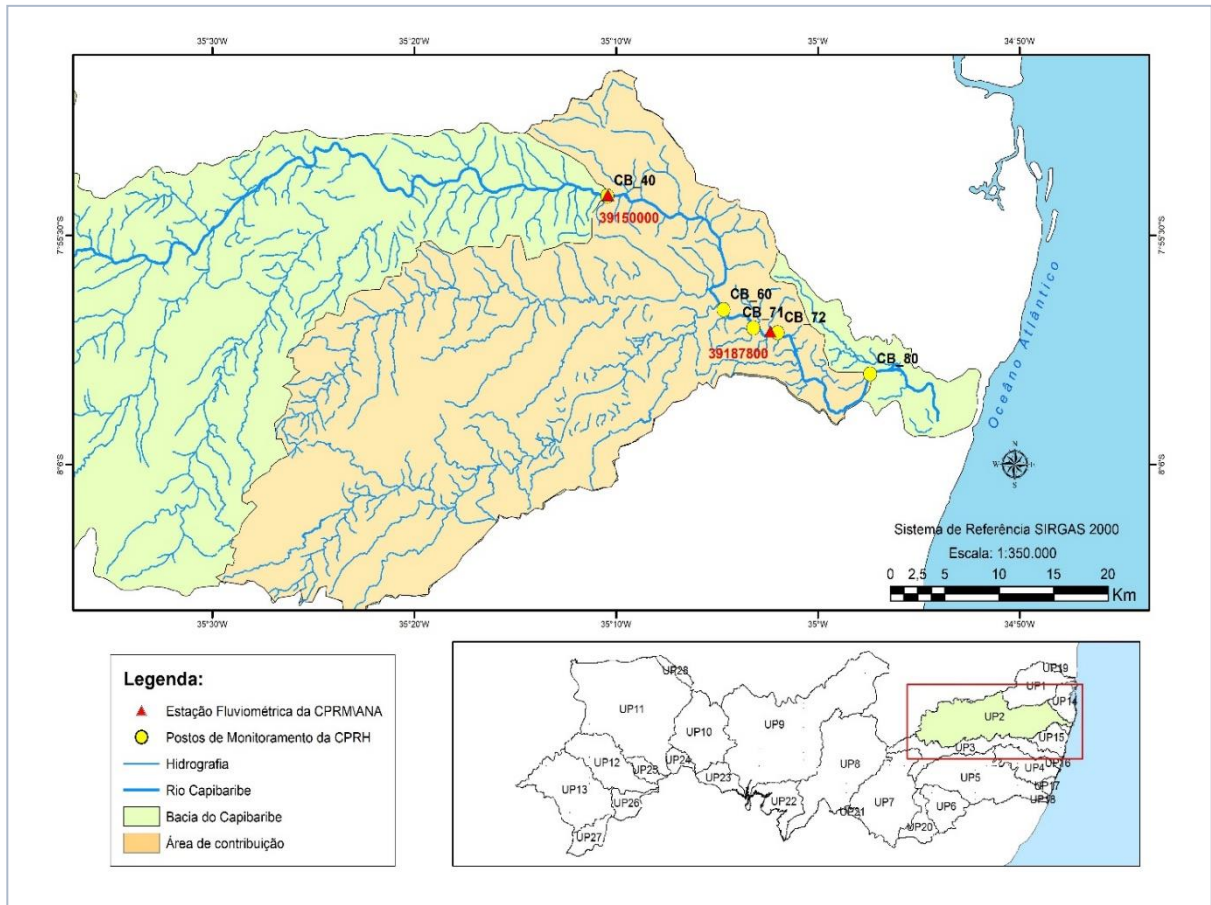 35°30'W 35°20'W 35°10'W 35°W 34°50'W
CB_40
39150000
7°55'30"S 7°55'30"S
CB_60
CB_71
CB_72
39187800
CB_80
Oceâno Atlântico
N
W E
S
8°6'S 8°6'S
Sistema de Referência SIRGAS 2000
Escala: 1:350.000
0 2,5 5 10 15 20
Km
35°30'W 35°20'W 35°10'W 35°W 34°50'W
Legenda:
Estação Fluviométrica da CPRM\ANA
Postos de Monitoramento da CPRH
Hidrografia
Rio Capibaribe
Bacia do Capibaribe
Área de contribuição
UP28
UP19
UP1
UP14
UP11
UP2
UP10
UP9
UP15
UP3
UP8
UP12
UP24
UP4
UP16
UP25
UP23
UP5
UP13
UP17
UP26
UP22
UP7
UP6
UP18
UP21
UP20
UP27